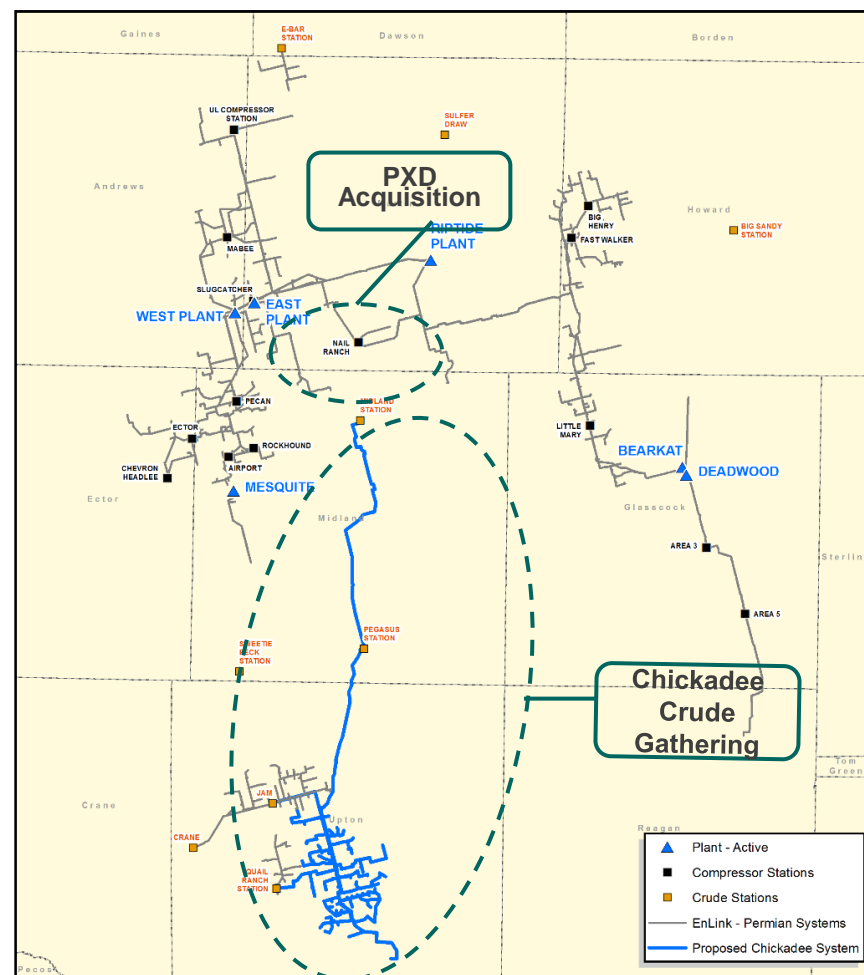 Gaines
E-BAR
STATION
Dawson
Borden
UL COMPRESSOR
STATION
SULFER
DRAW
PXD
Acquisition
Andrews
BIG
HENRY
Howard
MABEE
RIPTIDE
PLANT
FAST WALKER
BIG SANDY
STATION
SLUGCATCHER
WEST PLANT
EAST
PLANT
NAIL
RANCH
PECAN
MIDLAND
STATION
ECTOR
ROCKHOUND
LITTLE
MARY
CHEVRON
HEADLEE
AIRPORT
BEARKAT
DEADWOOD
MESQUITE
Ector
Midland
Glasscock
AREA 3
Sterlin
AREA 5
PEGASUS
STATION
SWEETIE
PECK
STATION
Chickadee
Crude
Gathering
Tom
Green
Crane
JAM
Upton
Reagan
CRANE
QUAIL
RANCH
STATION
Plant - Active
Compressor Stations
Crude Stations
EnLink - Permian Systems
Proposed Chickadee System
Pecos